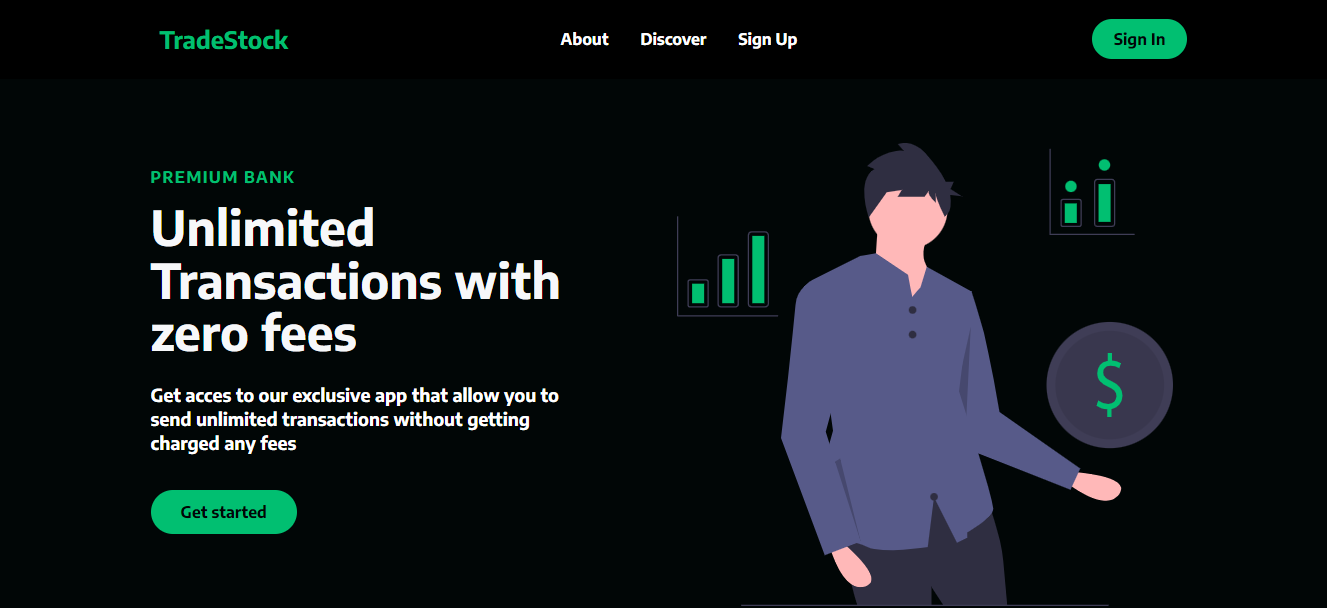 TradeStock
About Discover Sign Up
Sign In
PREMIUM BANK
Unlimited
Transactions with
zero fees
Get acces to our exclusive app that allow you to
send unlimited transactions without getting
charged any fees
Get started
$